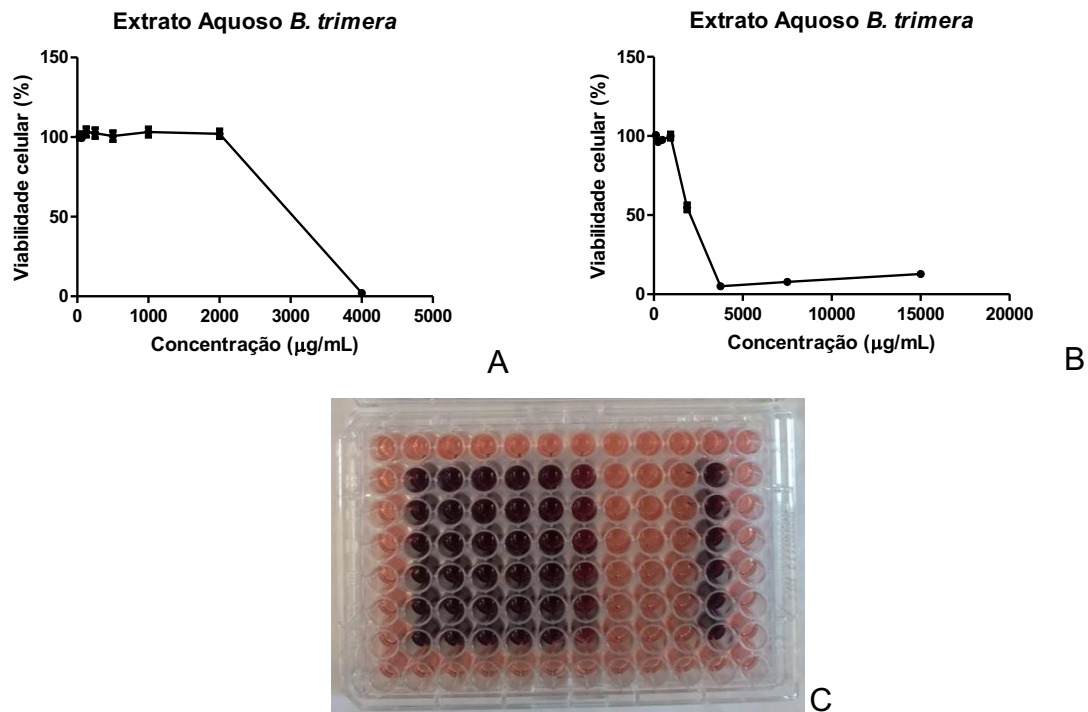 Extrato Aquoso B. trimera
150
100
50
0
Viabilidade celular (%)
0
1000
2000
3000
4000
5000
Concentração (µg/mL)
A
Extrato Aquoso B. trimera
150
100
50
0
Viabilidade celular (%)
0
5000
10000
15000
20000
Concentração (µg/mL)
B
C